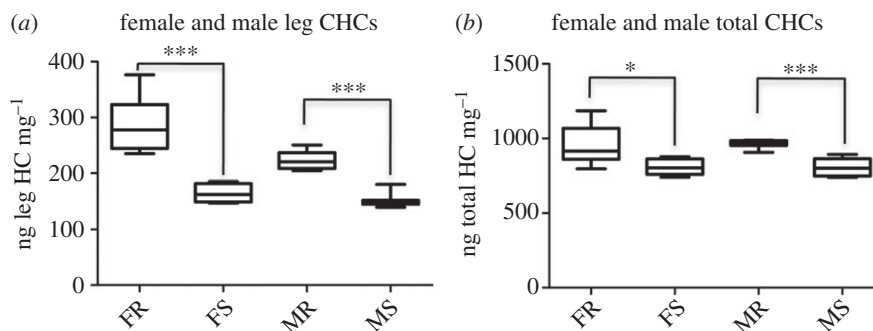 (a) female and male leg CHCs
ng leg HC mg⁻¹
400
300
200
100
0
***
***
FR FS MR MS
(b) female and male total CHCs
ng total HC mg⁻¹
1500
1000
500
0
*
***
FR FS MR MS